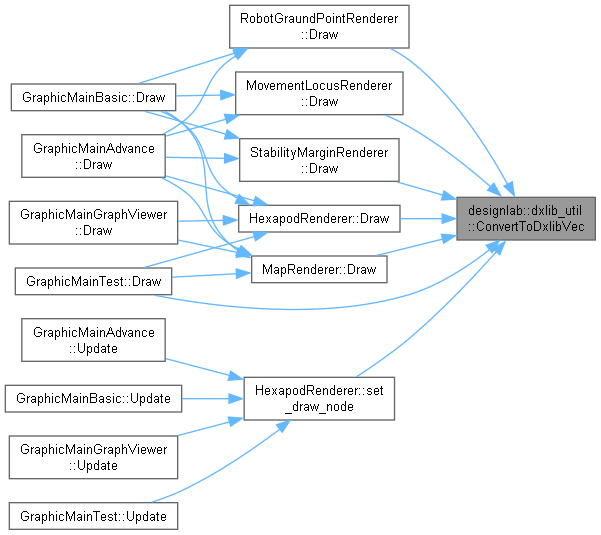 RobotGraundPointRenderer
::Draw
GraphicMainBasic::Draw
MovementLocusRenderer
::Draw
GraphicMainAdvance
::Draw
StabilityMarginRenderer
::Draw
GraphicMainGraphViewer
::Draw
HexapodRenderer::Draw
designlab::dxlib_util
::ConvertToDxlibVec
GraphicMainTest::Draw
MapRenderer::Draw
GraphicMainAdvance
::Update
GraphicMainBasic::Update
HexapodRenderer::set
_draw_node
GraphicMainGraphViewer
::Update
GraphicMainTest::Update